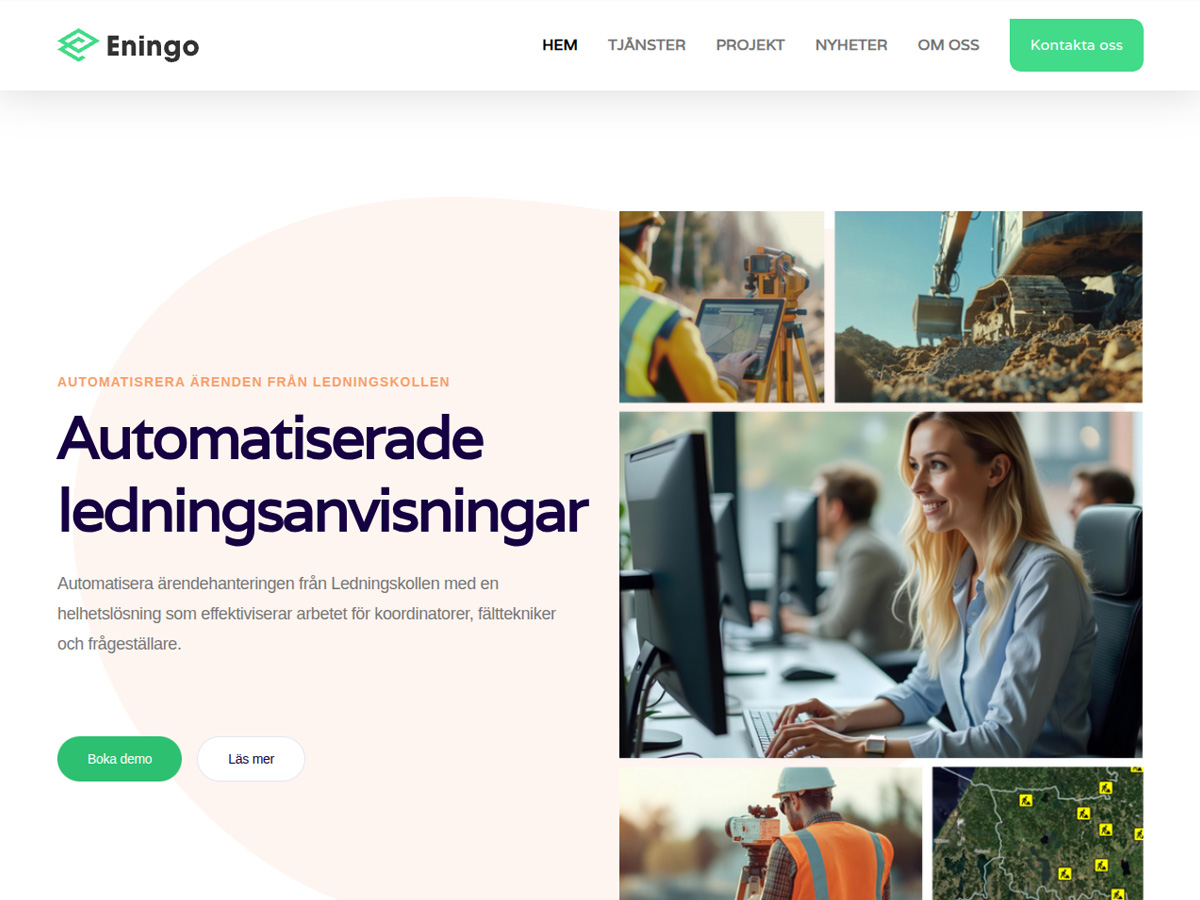 Eningo
HEM TJÄNSTER PROJEKT NYHETER OM OSS Kontakta oss
AUTOMATISRERA ÄRENDEN FRÅN LEDNINGSKOLLEN
Automatiserade
ledningsanvisningar
Automatisera ärendehanteringen från Ledningskollen med en
helhetslösning som effektiviserar arbetet för koordinatorer, fälttekniker
och frågeställare.
Boka demo Läs mer